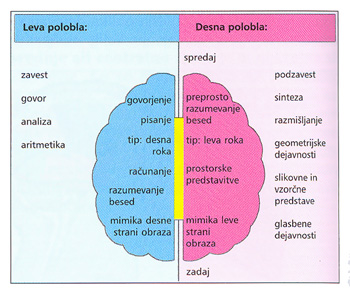 Leva polobla:
zavest
govor
analiza
aritmetika
govorjenje
pisanje
tip: desna
roka
računanje
razumevanje
besed
mimika desne
strani obraza
Desna polobla:
spredaj
preprosto
razumevanje
besed
tip: leva roka
prostorske
predstavitve
mimika leve
strani
obraza
zadaj
podzavest
sinteza
razmišljanje
geometrijske
dejavnosti
slikovne in
vzorčne
predstave
glasbene
dejavnosti